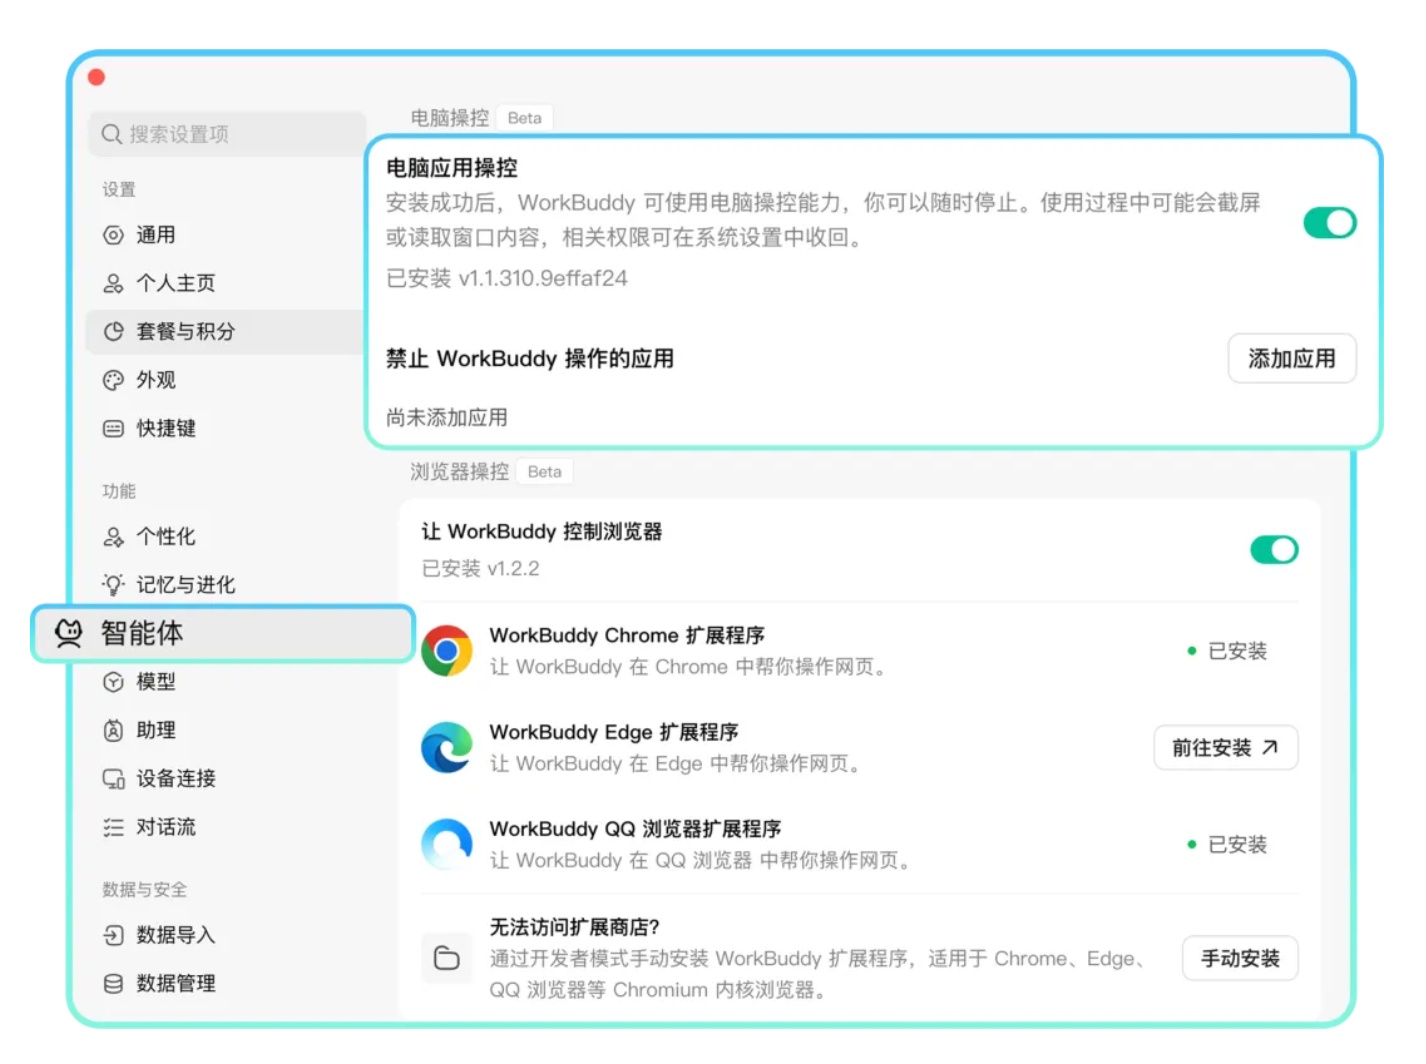 搜索设置项
设置
通用
个人主页
套餐与积分
外观
快捷键
功能
个性化
记忆与进化
智能体
模型
助理
设备连接
对话流
数据与安全
数据导入
数据管理
电脑操控 Beta
电脑应用操控
安装成功后，WorkBuddy 可使用电脑操控能力，你可以随时停止。使用过程中可能会截屏
或读取窗口内容，相关权限可在系统设置中收回。
已安装 v1.1.310.9effaf24
禁止 WorkBuddy 操作的应用
添加应用
尚未添加应用
浏览器操控 Beta
让 WorkBuddy 控制浏览器
已安装 v1.2.2
WorkBuddy Chrome 扩展程序
让 WorkBuddy 在 Chrome 中帮你操作网页。
已安装
WorkBuddy Edge 扩展程序
让 WorkBuddy 在 Edge 中帮你操作网页。
前往安装
WorkBuddy QQ 浏览器扩展程序
让 WorkBuddy 在 QQ 浏览器 中帮你操作网页。
已安装
无法访问扩展商店?
通过开发者模式手动安装 WorkBuddy 扩展程序，适用于 Chrome、Edge、
QQ 浏览器等 Chromium 内核浏览器。
手动安装